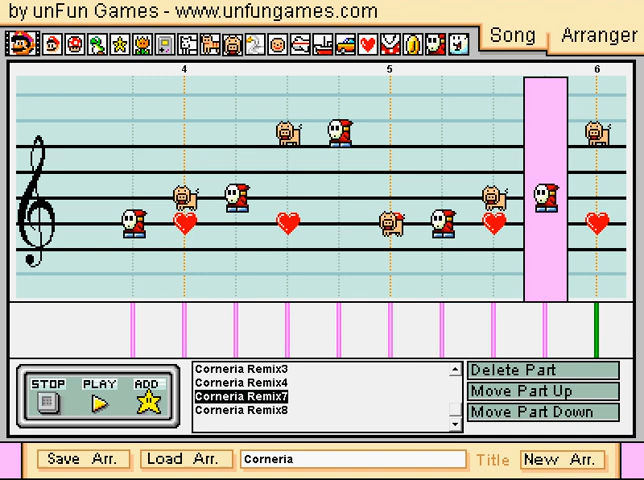 by unFun Games - www.unfungames.com
Song
Arranger
4
5
6
STOP
PLAY
ADD
Corneria Remix3
Corneria Remix4
Corneria Remix7
Corneria Remix8
Delete Part
Move Part Up
Move Part Down
Save Arr.
Load Arr.
Corneria
Title
New Arr.